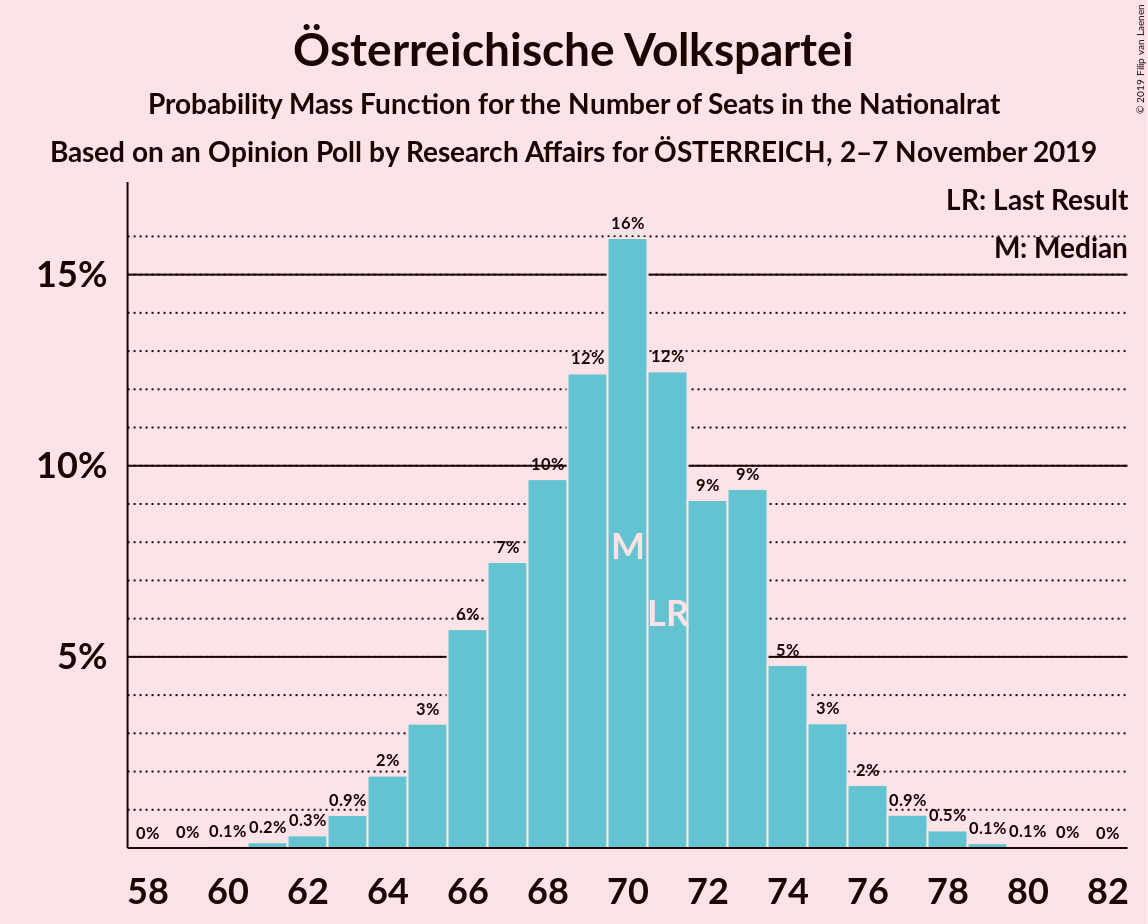 Österreichische Volkspartei
Probability Mass Function for the Number of Seats in the Nationalrat
Based on an Opinion Poll by Research Affairs for ÖSTERREICH, 2–7 November 2019
© 2019 Filip van Laenen
LR: Last Result
M: Median
15%
10%
5%
0% 0% 0.1% 0.2% 0.3% 0.9% 2% 3% 6% 7% 10% 12% 16% 12% 9% 9% 5% 3% 2% 0.9% 0.5% 0.1% 0.1% 0% 0%
M
LR
58 60 62 64 66 68 70 72 74 76 78 80 82